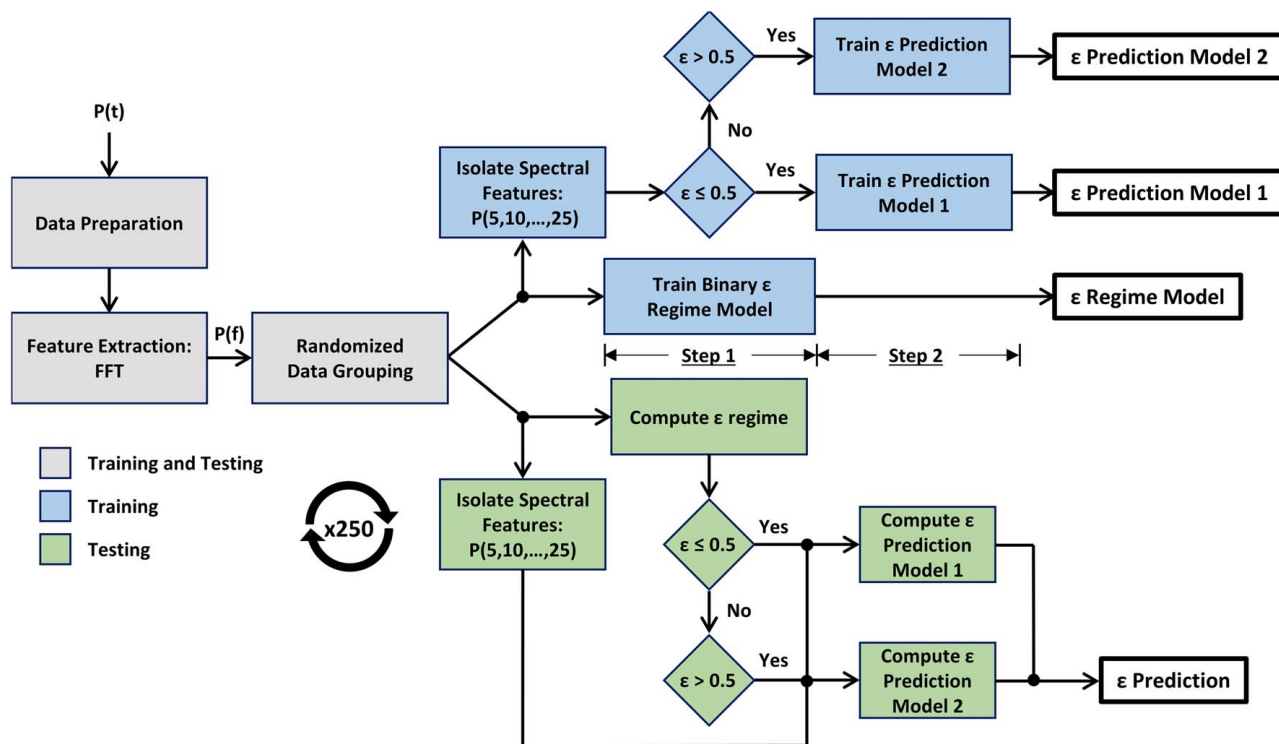 P(t)
Data Preparation
Feature Extraction:
FFT
P(f)
Randomized
Data Grouping
Isolate Spectral
Features:
P(5,10,...,25)
ε > 0.5
Yes
Train ε Prediction
Model 2
ε Prediction Model 2
No
ε ≤ 0.5
Yes
Train ε Prediction
Model 1
ε Prediction Model 1
Train Binary ε
Regime Model
ε Regime Model
Step 1
Step 2
Compute ε regime
Training and Testing
Training
Testing
x250
Isolate Spectral
Features:
P(5,10,...,25)
ε ≤ 0.5
Yes
Compute ε
Prediction
Model 1
No
ε > 0.5
Yes
Compute ε
Prediction
Model 2
ε Prediction